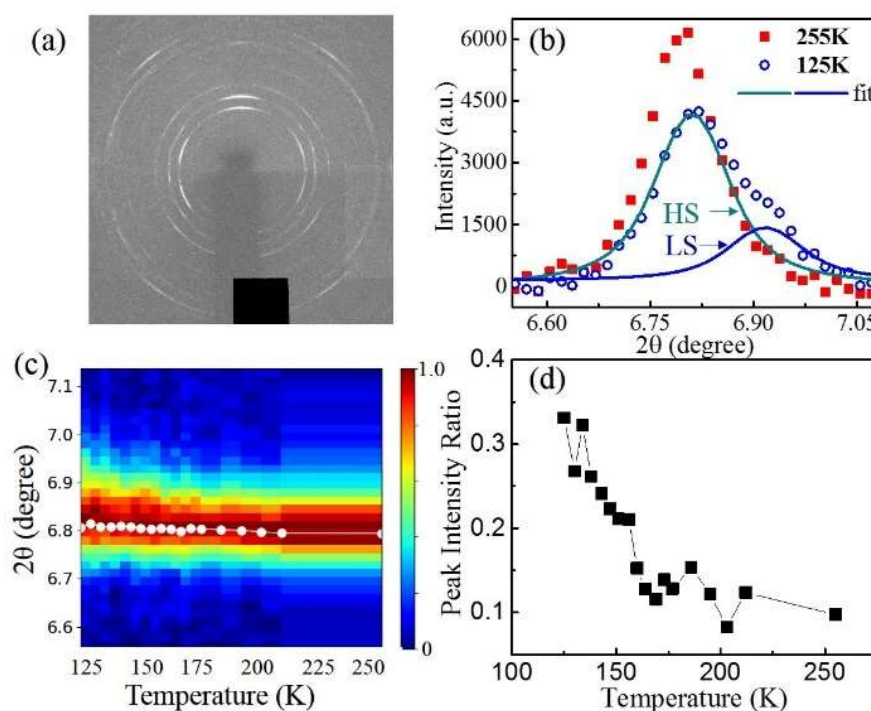 (a)
(b)
6000
4500
3000
1500
0
Intensity (a.u.)
255K
125K
fit
HS
LS
6.60 6.75 6.90 7.05
2θ (degree)
(c)
1.0
0
7.1
7.0
6.9
6.8
6.7
6.6
2θ (degree)
125 150 175 200 225 250
Temperature (K)
(d)
0.4
0.3
0.2
0.1
Peak Intensity Ratio
100 150 200 250
Temperature (K)